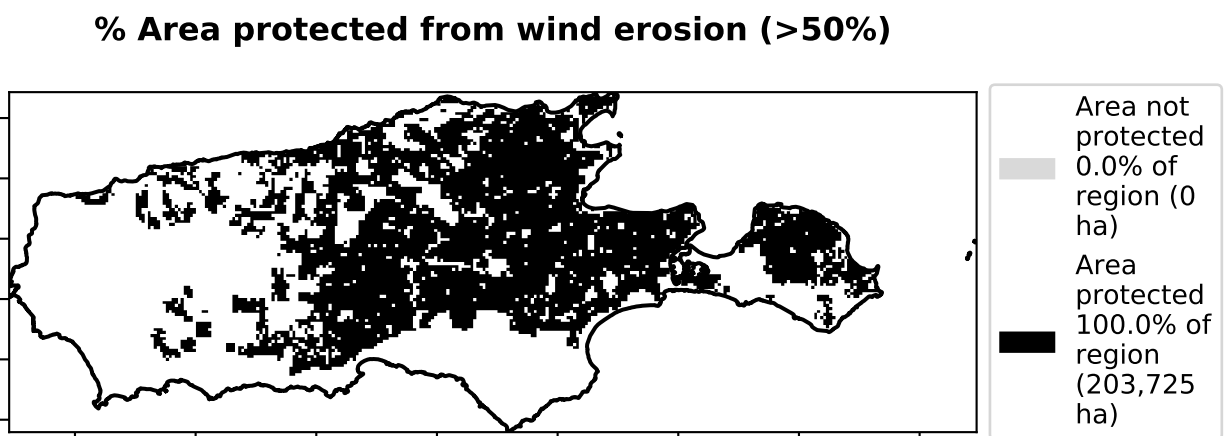 % Area protected from wind erosion (>50%)
Area not
protected
0.0% of
region (0
ha)
Area
protected
100.0% of
region
(203,725
ha)